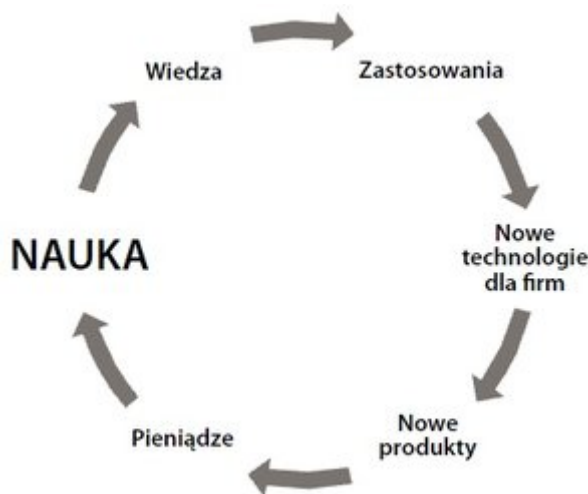 Wiedza
Zastosowania
Nowe
technologie
dla firm
Nowe
produkty
Pieniądze
NAUKA